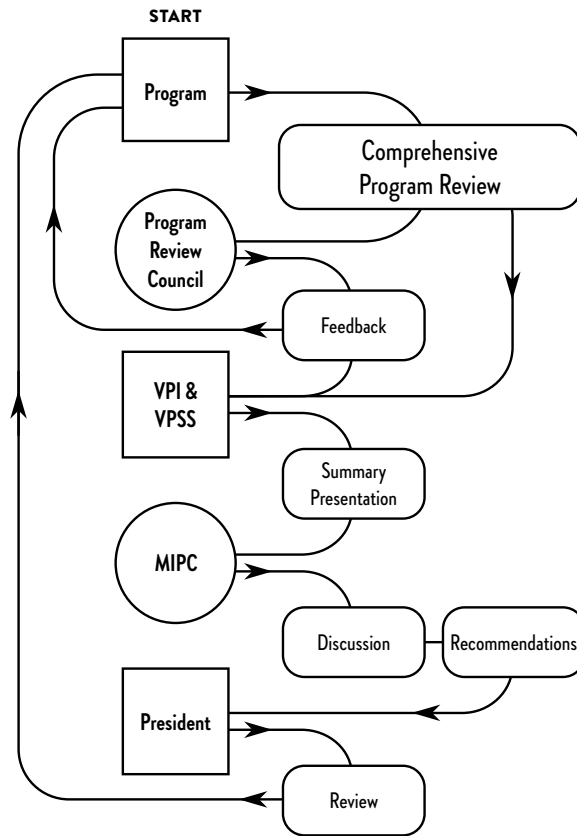 START
Program
Comprehensive
Program Review
Program
Review
Council
Feedback
VPI &
VPSS
Summary
Presentation
MIPC
Discussion
Recommendations
President
Review